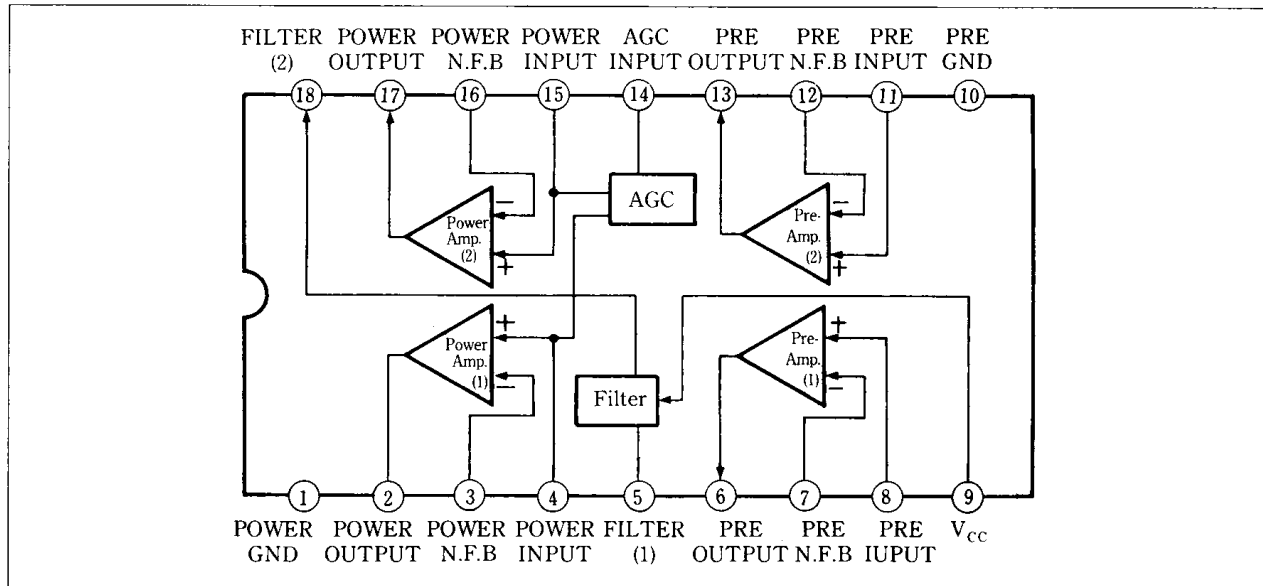 FILTER POWER POWER POWER AGC PRE PRE PRE PRE
(2) OUTPUT N.F.B INPUT INPUT OUTPUT N.F.B INPUT GND
18 17 16 15 14 13 12 11 10
AGC
−
Power
Amp.
(2)
+
−
Pre-
Amp.
(2)
+
+
Power
Amp.
(1)
−
Filter
+
Pre-
Amp.
(1)
−
1 2 3 4 5 6 7 8 9
POWER POWER POWER POWER FILTER PRE PRE PRE VCC
GND OUTPUT N.F.B INPUT (1) OUTPUT N.F.B IUPUT